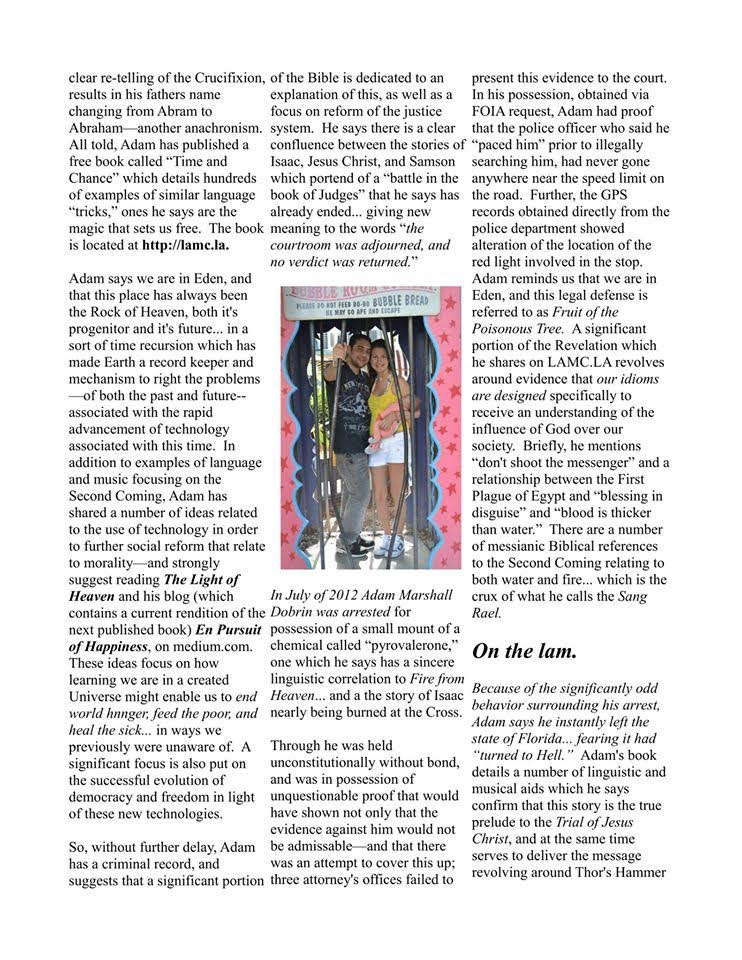 clear re-telling of the Crucifixion,
results in his fathers name
changing from Abram to
Abraham—another anachronism.
All told, Adam has published a
free book called “Time and
Chance” which details hundreds
of examples of similar language
“tricks,” ones he says are the
magic that sets us free.  The book
is located at http://lamc.la.

Adam says we are in Eden, and
that this place has always been
the Rock of Heaven, both it's
progenitor and it's future... in a
sort of time recursion which has
made Earth a record keeper and
mechanism to right the problems
—of both the past and future--
associated with the rapid
advancement of technology
associated with this time.  In
addition to examples of language
and music focusing on the
Second Coming, Adam has
shared a number of ideas related
to the use of technology in order
to further social reform that relate
to morality—and strongly
suggest reading The Light of
Heaven and his blog (which
contains a current rendition of the
next published book) En Pursuit
of Happiness, on medium.com.
These ideas focus on how
learning we are in a created
Universe might enable us to end
world hnnger, feed the poor, and
heal the sick... in ways we
previously were unaware of.  A
significant focus is also put on
the successful evolution of
democracy and freedom in light
of these new technologies.

So, without further delay, Adam
has a criminal record, and
suggests that a significant portion
of the Bible is dedicated to an
explanation of this, as well as a
focus on reform of the justice
system.  He says there is a clear
confluence between the stories of
Isaac, Jesus Christ, and Samson
which portend of a “battle in the
book of Judges” that he says has
already ended... giving new
meaning to the words “the
courtroom was adjourned, and
no verdict was returned.”

BUBBLE ROOM
PLEASE DO NOT FEED BO-BO BUBBLE BREAD
HE MAY GO APE AND ESCAPE

In July of 2012 Adam Marshall
Dobrin was arrested for
possession of a small mount of a
chemical called “pyrovalerone,”
one which he says has a sincere
linguistic correlation to Fire from
Heaven... and a the story of Isaac
nearly being burned at the Cross.

Through he was held
unconstitutionally without bond,
and was in possession of
unquestionable proof that would
have shown not only that the
evidence against him would not
be admissable—and that there
was an attempt to cover this up;
three attorney's offices failed to
present this evidence to the court.
In his possession, obtained via
FOIA request, Adam had proof
that the police officer who said he
“paced him” prior to illegally
searching him, had never gone
anywhere near the speed limit on
the road.  Further, the GPS
records obtained directly from the
police department showed
alteration of the location of the
red light involved in the stop.
Adam reminds us that we are in
Eden, and this legal defense is
referred to as Fruit of the
Poisonous Tree.  A significant
portion of the Revelation which
he shares on LAMC.LA revolves
around evidence that our idioms
are designed specifically to
receive an understanding of the
influence of God over our
society.  Briefly, he mentions
“don't shoot the messenger” and a
relationship between the First
Plague of Egypt and “blessing in
disguise” and “blood is thicker
than water.”  There are a number
of messianic Biblical references
to the Second Coming relating to
both water and fire... which is the
crux of what he calls the Sang
Rael.

On the lam.

Because of the significantly odd
behavior surrounding his arrest,
Adam says he instantly left the
state of Florida... fearing it had
“turned to Hell.”  Adam's book
details a number of linguistic and
musical aids which he says
confirm that this story is the true
prelude to the Trial of Jesus
Christ, and at the same time
serves to deliver the message
revolving around Thor's Hammer